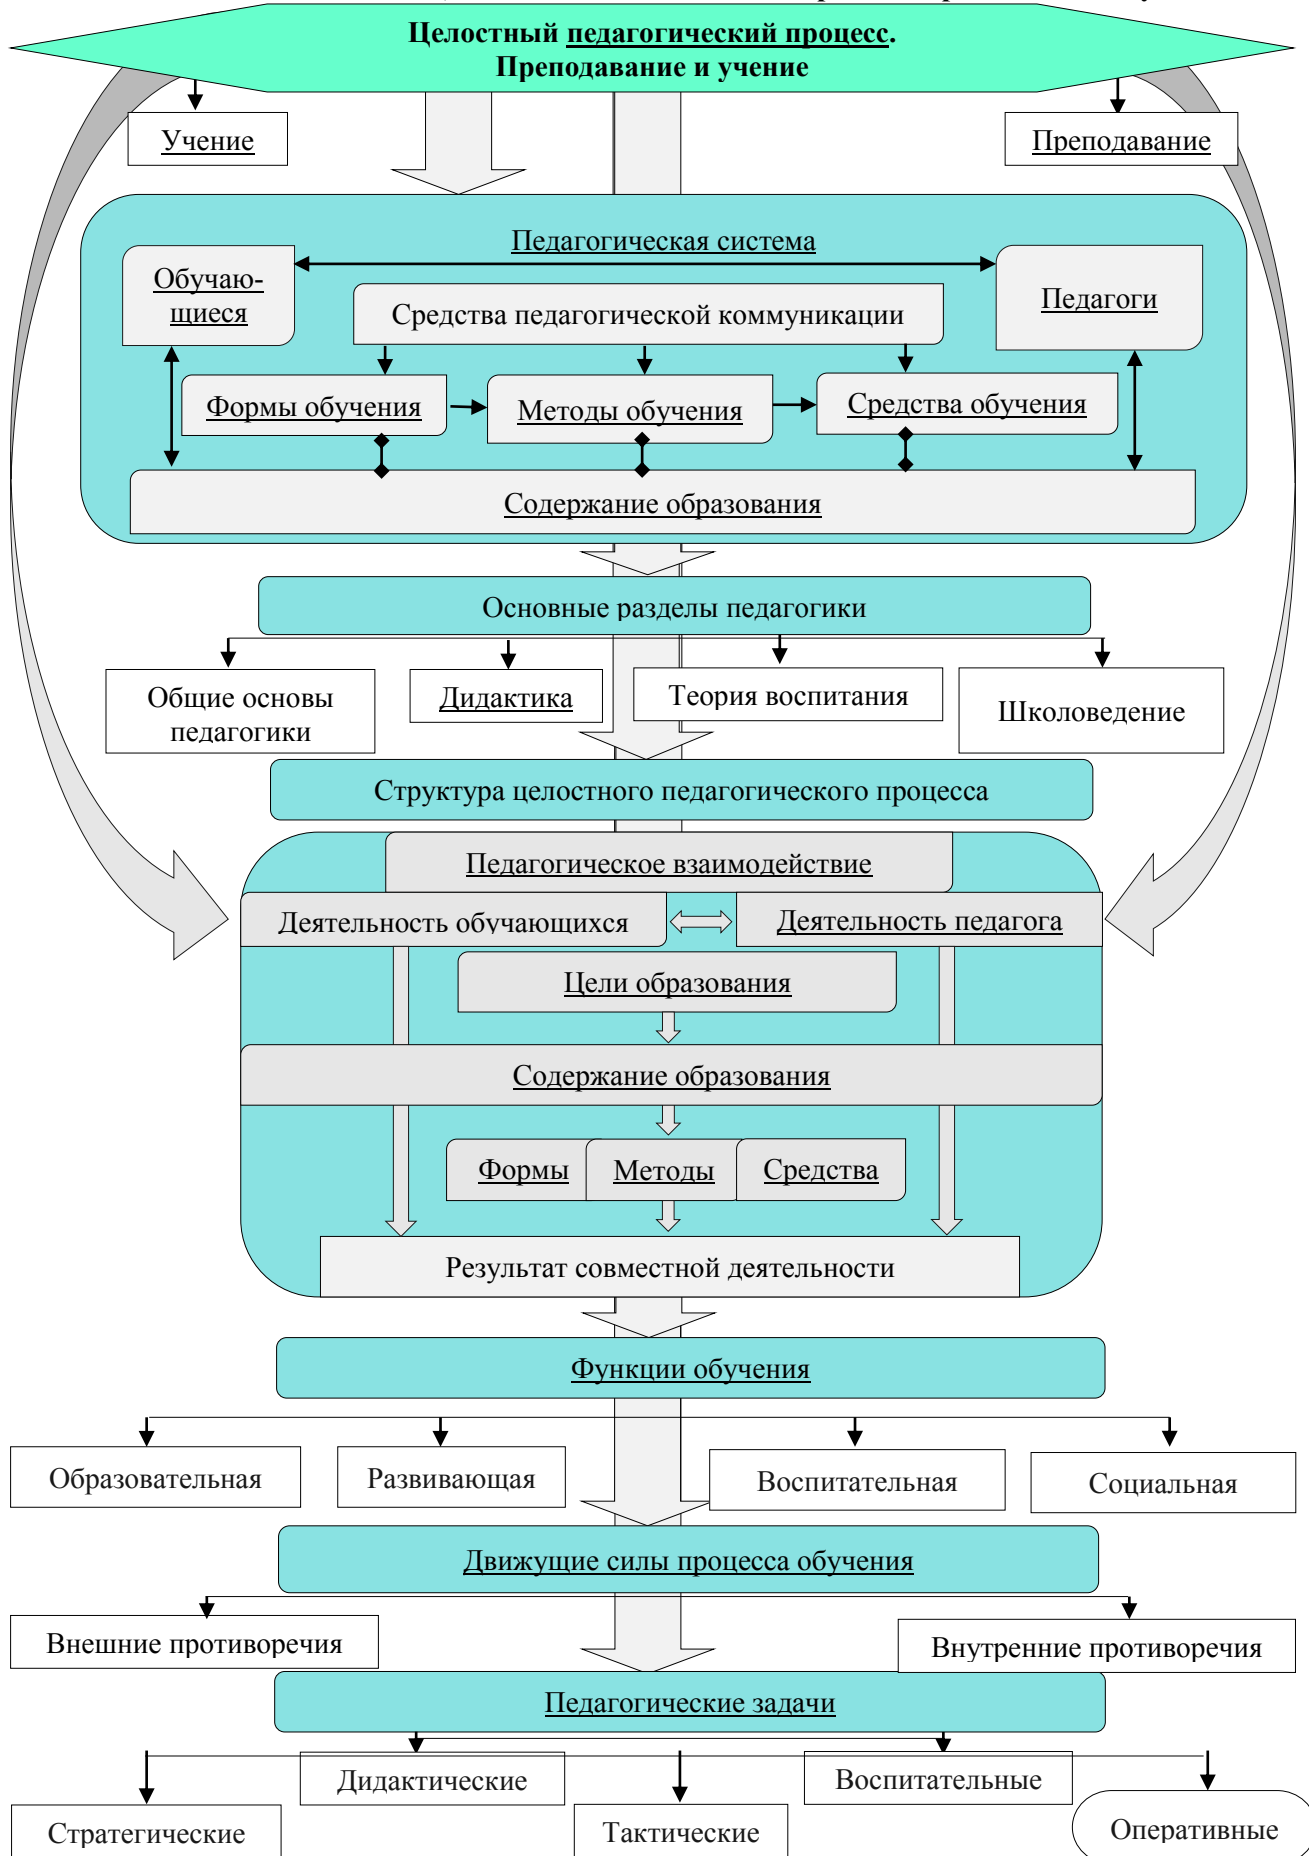 Целостный педагогический процесс.
Преподавание и учение
Учение
Преподавание
Педагогическая система
Обучаю-
щиеся
Педагоги
Средства педагогической коммуникации
Формы обучения
Методы обучения
Средства обучения
Содержание образования
Основные разделы педагогики
Общие основы
педагогики
Дидактика
Теория воспитания
Школоведение
Структура целостного педагогического процесса
Педагогическое взаимодействие
Деятельность обучающихся
Деятельность педагога
Цели образования
Содержание образования
Формы
Методы
Средства
Результат совместной деятельности
Функции обучения
Образовательная
Развивающая
Воспитательная
Социальная
Движущие силы процесса обучения
Внешние противоречия
Внутренние противоречия
Педагогические задачи
Дидактические
Воспитательные
Стратегические
Тактические
Оперативные